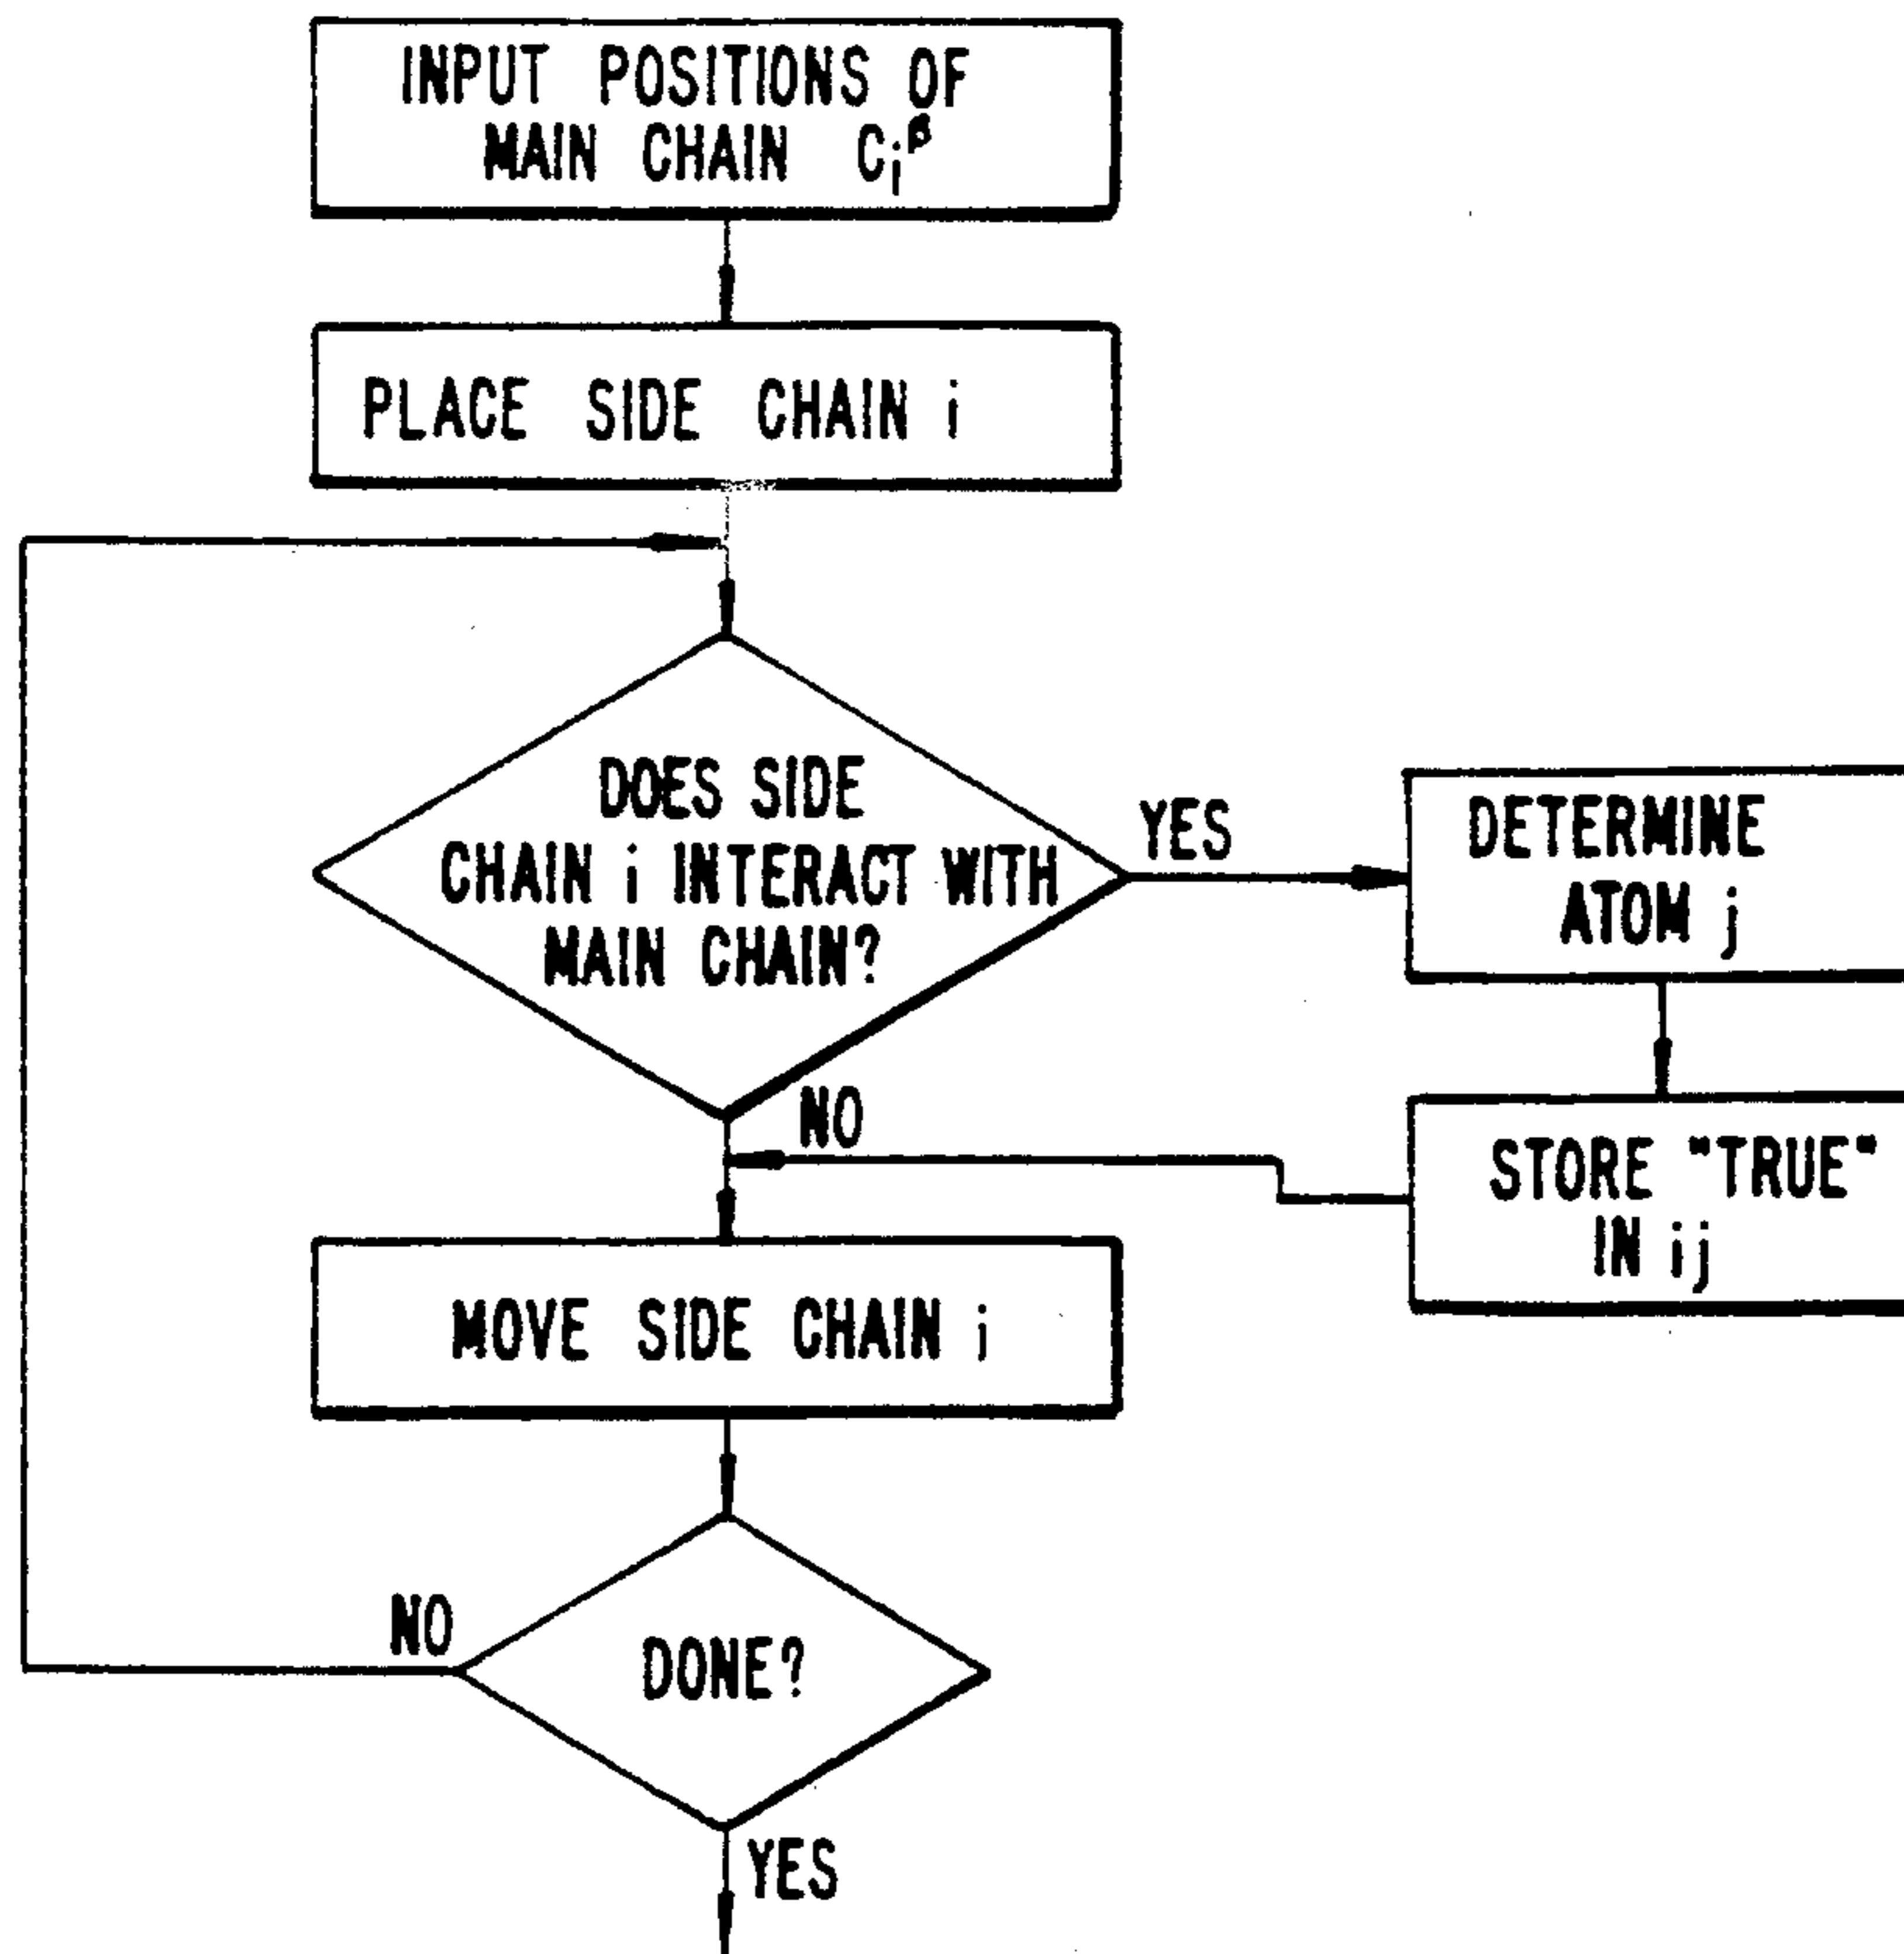 INPUT POSITIONS OF
MAIN CHAIN Cᵢᵝ
PLACE SIDE CHAIN i
DOES SIDE
CHAIN i INTERACT WITH
MAIN CHAIN?
YES
DETERMINE
ATOM j
NO
STORE "TRUE"
IN ij
MOVE SIDE CHAIN i
NO
DONE?
YES